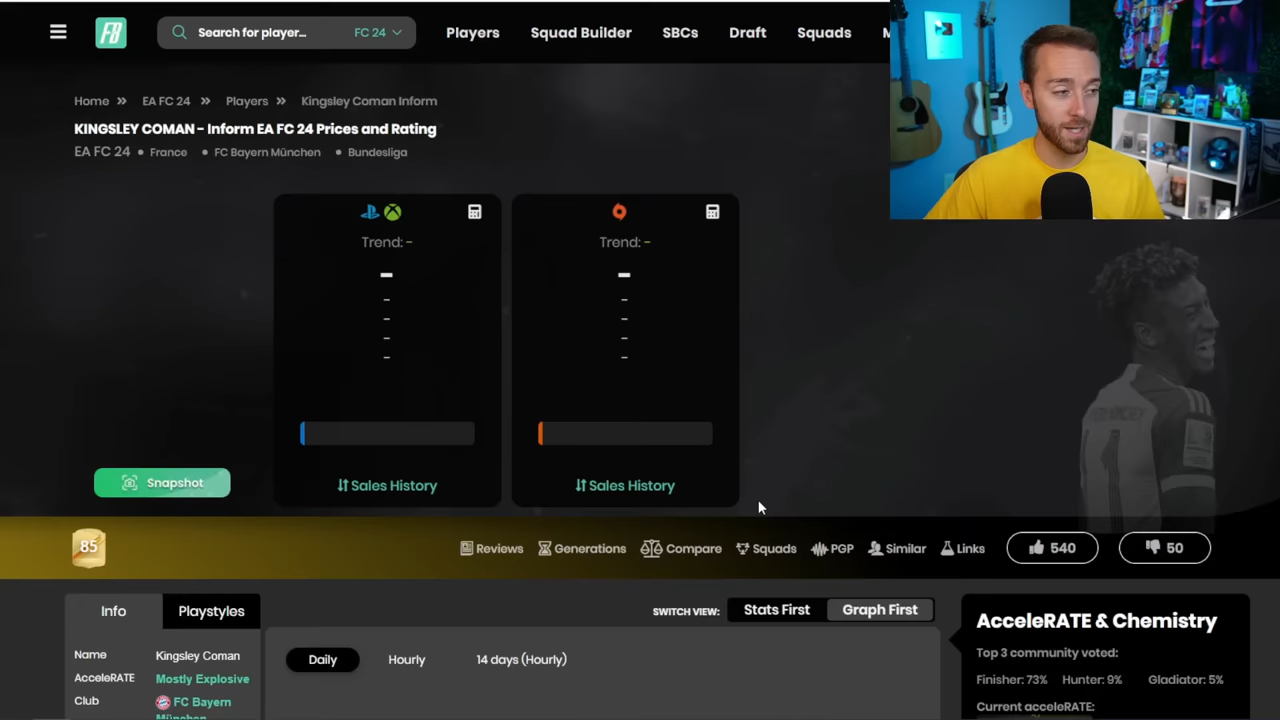 FB
Search for player...
FC 24
Players
Squad Builder
SBCs
Draft
Squads
Home » EA FC 24 » Players » Kingsley Coman Inform
KINGSLEY COMAN - Inform EA FC 24 Prices and Rating
EA FC 24 • France • FC Bayern München • Bundesliga
Trend: -
-
-
-
-
-
Sales History
Trend: -
-
-
-
-
-
Sales History
Snapshot
85
Reviews
Generations
Compare
Squads
PGP
Similar
Links
540
50
Info
Playstyles
SWITCH VIEW:
Stats First
Graph First
Name
Kingsley Coman
AcceleRATE
Mostly Explosive
Club
FC Bayern
München
Daily
Hourly
14 days (Hourly)
AcceleRATE & Chemistry
Top 3 community voted:
Finisher: 73%
Hunter: 9%
Gladiator: 5%
Current acceleRATE: